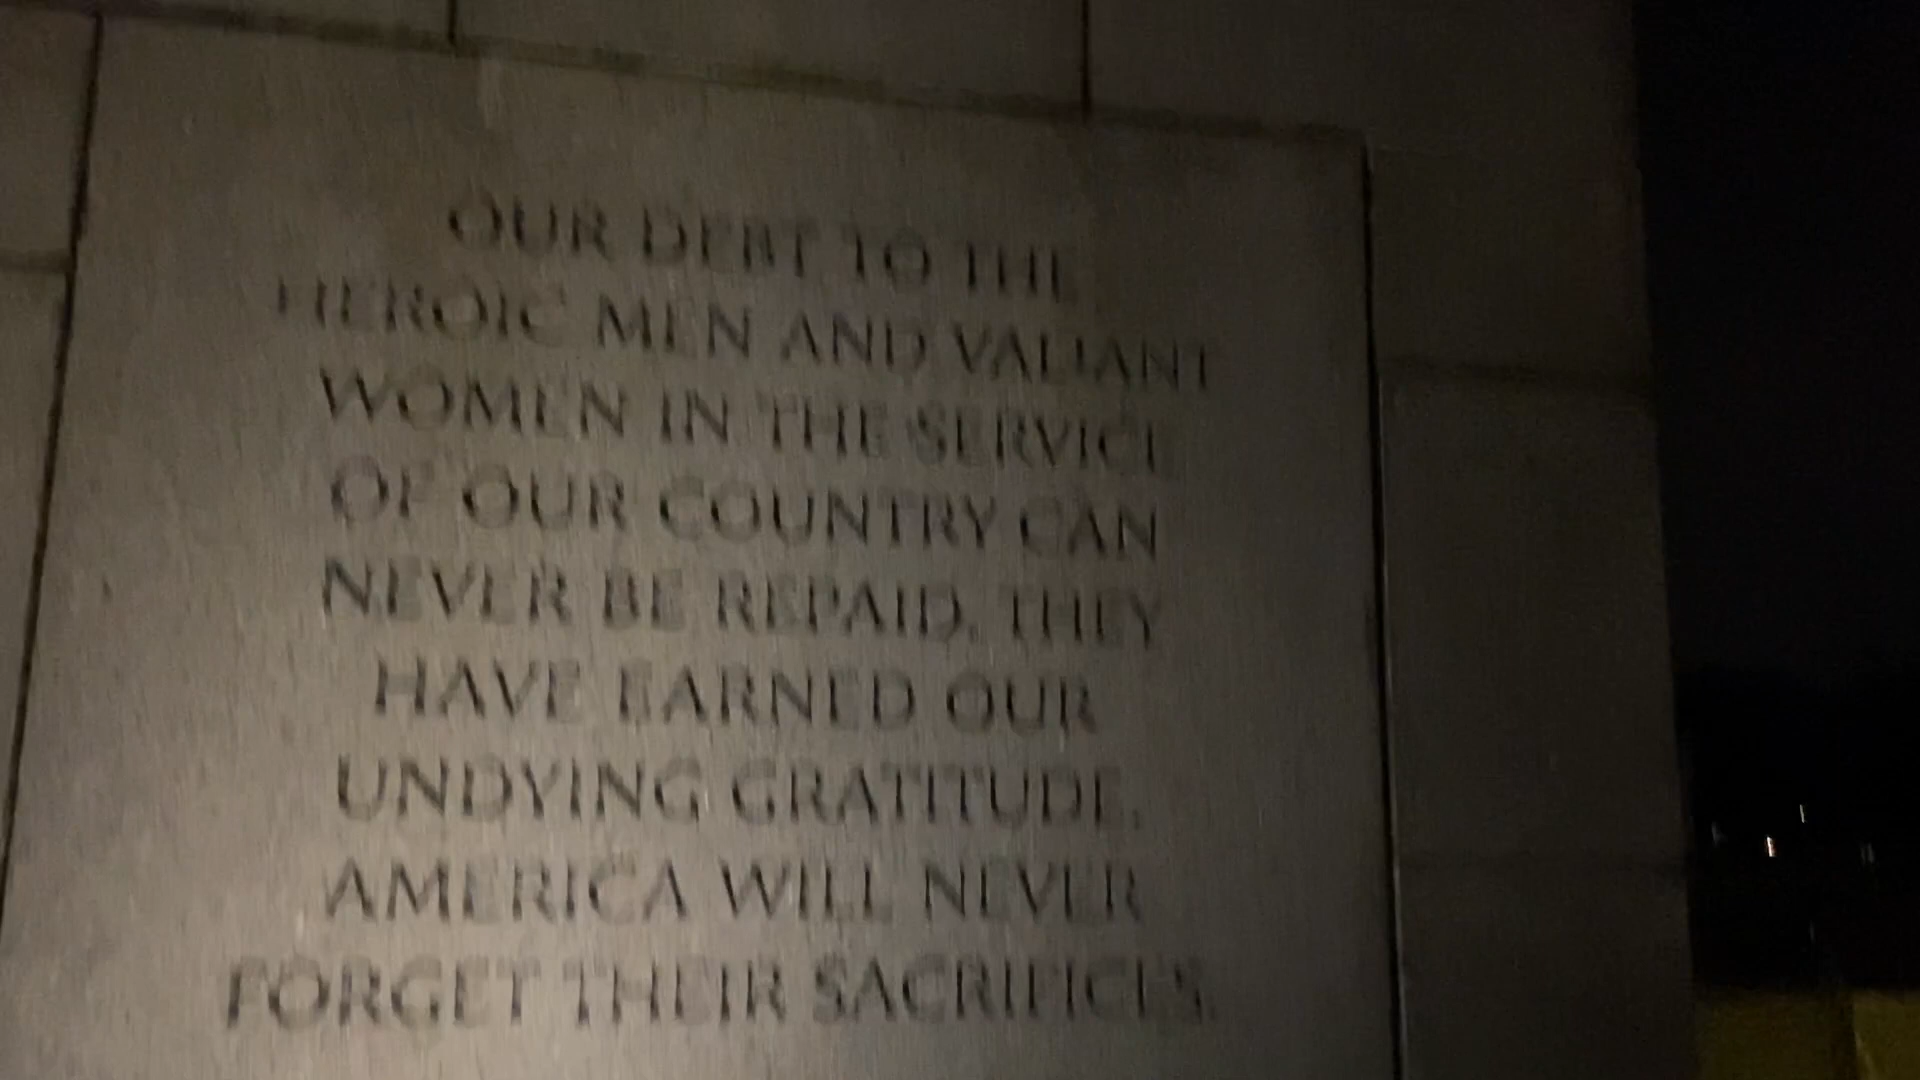 OUR DEBT TO THE
HEROIC MEN AND VALIANT
WOMEN IN THE SERVICE
OF OUR COUNTRY CAN
NEVER BE REPAID. THEY
HAVE EARNED OUR
UNDYING GRATITUDE.
AMERICA WILL NEVER
FORGET THEIR SACRIFICES.